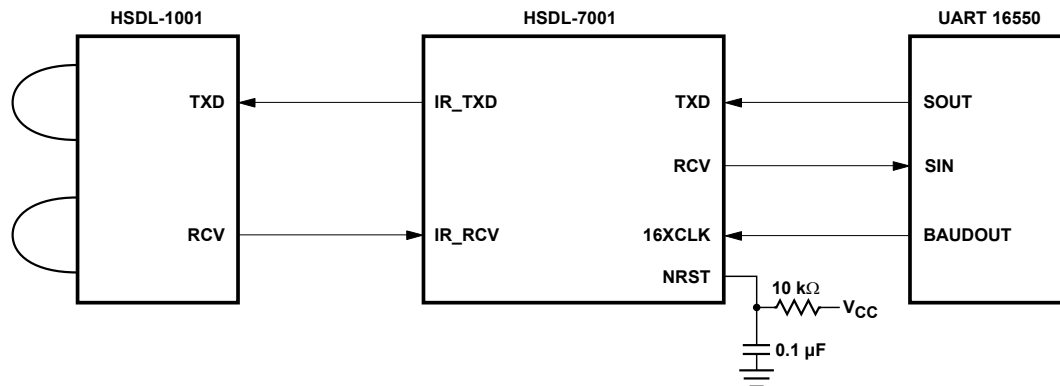 HSDL-1001
HSDL-7001
UART 16550
TXD
IR_TXD
TXD
SOUT
RCV
SIN
RCV
IR_RCV
16XCLK
BAUDOUT
NRST
10 kΩ
VCC
0.1 µF